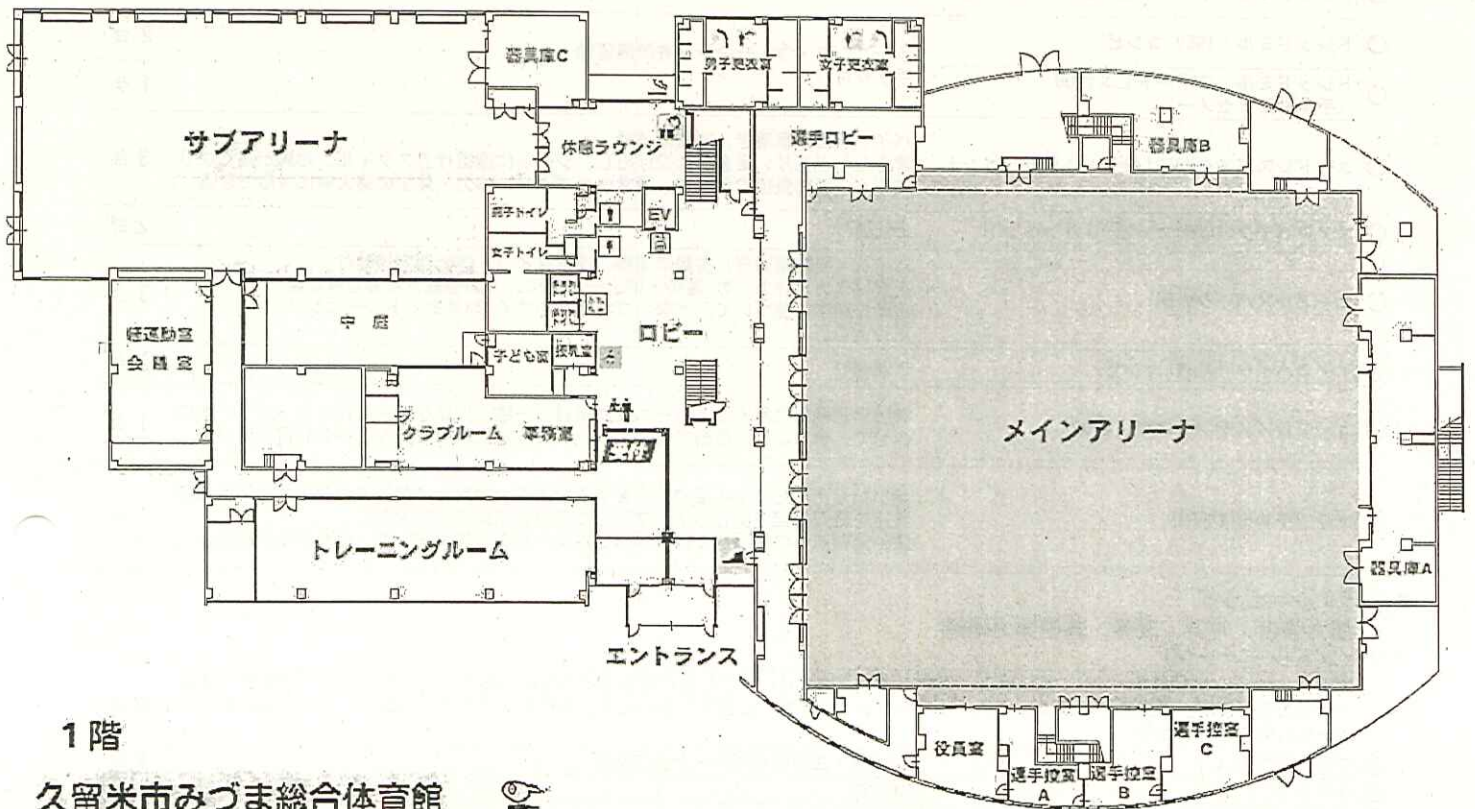 器具庫C
男子更衣室
女子更衣室
サブアリーナ
休憩ラウンジ
選手ロビー
器具庫B
男子トイレ
EV
女子トイレ
軽運動室
会議室
中庭
ロビー
子ども室
授乳室
クラブルーム
事務室
受付
メインアリーナ
トレーニングルーム
器具庫A
エントランス
役員室
選手控室
A
選手控室
B
選手控室
C
1階
久留米市みづま総合体育館